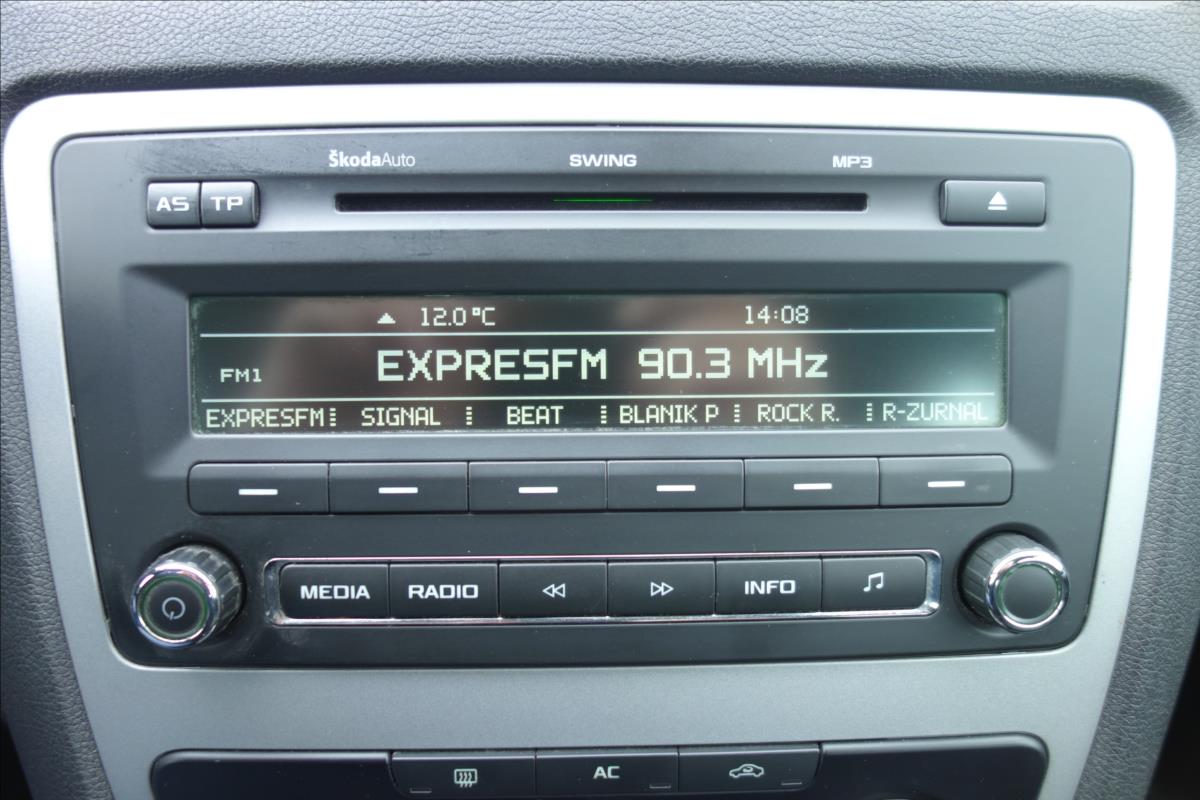 ŠkodaAuto SWING MP3
AS TP
12.0°C 14:08
FM1 EXPRESFM 90.3 MHz
EXPRESFM SIGNAL BEAT BLANIK P ROCK R. R-ZURNAL
MEDIA RADIO INFO
AC